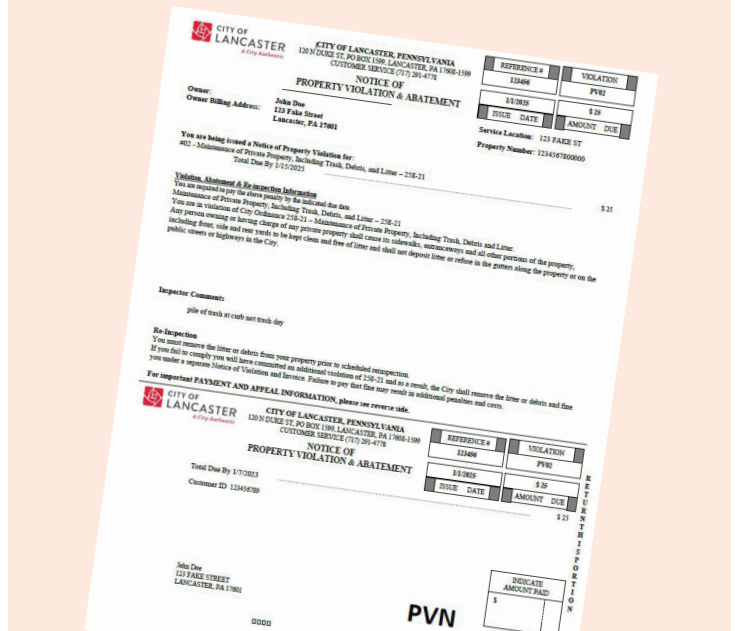 CITY OF
LANCASTER
A City Authentic
CITY OF LANCASTER, PENNSYLVANIA
120 N DUKE ST, PO BOX 1599, LANCASTER, PA 17608-1599
CUSTOMER SERVICE (717) 291-4778
NOTICE OF
PROPERTY VIOLATION & ABATEMENT
REFERENCE # VIOLATION
123456 PV02
1/1/2025 $ 25
ISSUE DATE AMOUNT DUE
Owner: John Doe
Owner Billing Address: 123 Fake Street
Lancaster, PA 17601
Service Location: 123 FAKE ST
Property Number: 1234567800000
You are being issued a Notice of Property Violation for:
#02 - Maintenance of Private Property, Including Trash, Debris, and Litter – 258-21
Total Due By 1/15/2025 $ 25
Violation, Abatement & Re-inspection Information
You are required to pay the above penalty by the indicated due date.
Maintenance of Private Property, Including Trash, Debris and Litter.
You are in violation of City Ordinance 258-21 – Maintenance of Private Property, Including Trash, Debris, and Litter – 258-21
Any person owning or having charge of any private property shall cause its sidewalks, entranceways and all other portions of the property,
including front, side and rear yards to be kept clean and free of litter and shall not deposit litter or refuse in the gutters along the property or on the
public streets or highways in the City.
Inspector Comments
pile of trash at curb not trash day
Re-Inspection
You must remove the litter or debris from your property prior to scheduled reinspection.
If you fail to comply you will have committed an additional violation of 258-21 and as a result, the City shall remove the litter or debris and fine
you under a separate Notice of Violation and Invoice. Failure to pay that fine may result in additional penalties and costs.
For important PAYMENT AND APPEAL INFORMATION, please see reverse side.
CITY OF
LANCASTER
A City Authentic
CITY OF LANCASTER, PENNSYLVANIA
120 N DUKE ST, PO BOX 1599, LANCASTER, PA 17608-1599
CUSTOMER SERVICE (717) 291-4778
NOTICE OF
PROPERTY VIOLATION & ABATEMENT
REFERENCE # VIOLATION
123456 PV02
1/1/2025 $ 25
ISSUE DATE AMOUNT DUE
Total Due By 1/7/2023 $ 25
Customer ID 123456789
RETURN THIS PORTION
John Doe
123 FAKE STREET
LANCASTER, PA 17601
INDICATE
AMOUNT PAID
$
PVN
0000